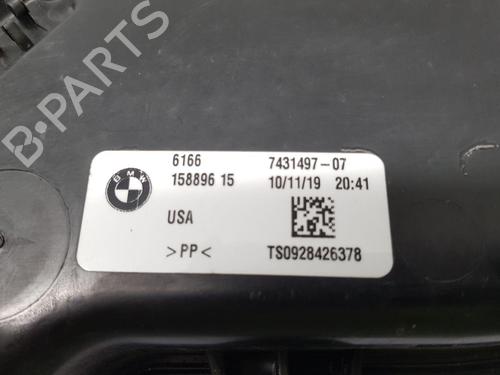 B-PARTS
BMW
6166 7431497-07
158896 15 10/11/19 20:41
USA
>PP< TS0928426378